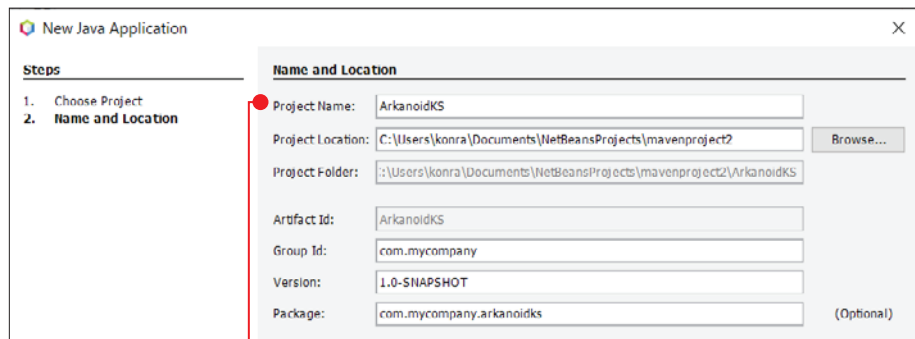 New Java Application
Steps
1. Choose Project
2. Name and Location
Name and Location
Project Name: ArkanoidKS
Project Location: C:\Users\konra\Documents\NetBeansProjects\mavenproject2 Browse...
Project Folder: :\Users\konra\Documents\NetBeansProjects\mavenproject2\ArkanoidKS
Artifact Id: ArkanoidKS
Group Id: com.mycompany
Version: 1.0-SNAPSHOT
Package: com.mycompany.arkanoidks (Optional)